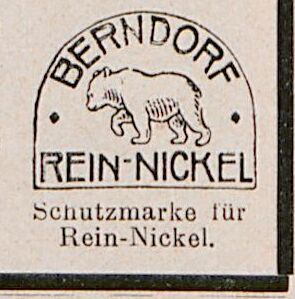 BERNDORF
REIN-NICKEL
Schutzmarke für
Rein-Nickel.